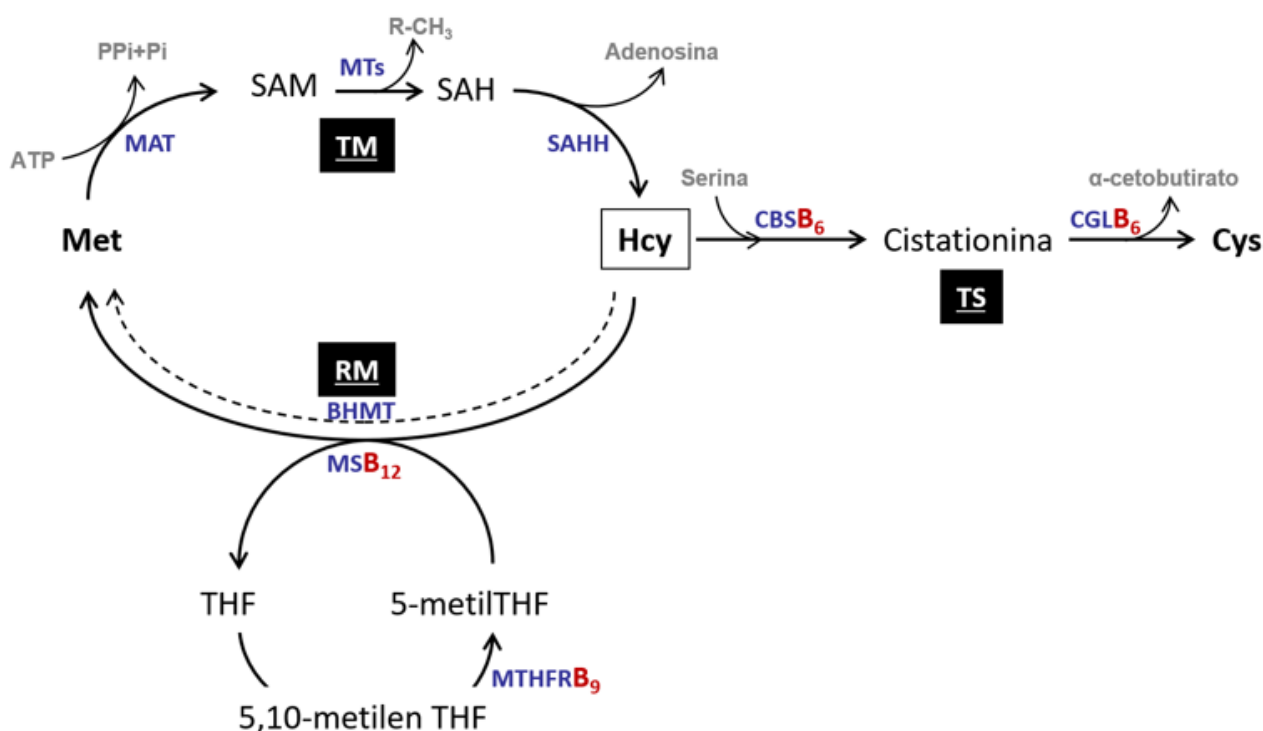 R-CH₃
PPi+Pi
MTs
Adenosina
SAM
SAH
MAT
TM
SAHH
ATP
Serina
α-cetobutirato
Met
Hcy
CBSB₆
Cistationina
CGLB₆
Cys
TS
RM
BHMT
MSB₁₂
THF
5-metilTHF
MTHFRB₉
5,10-metilen THF